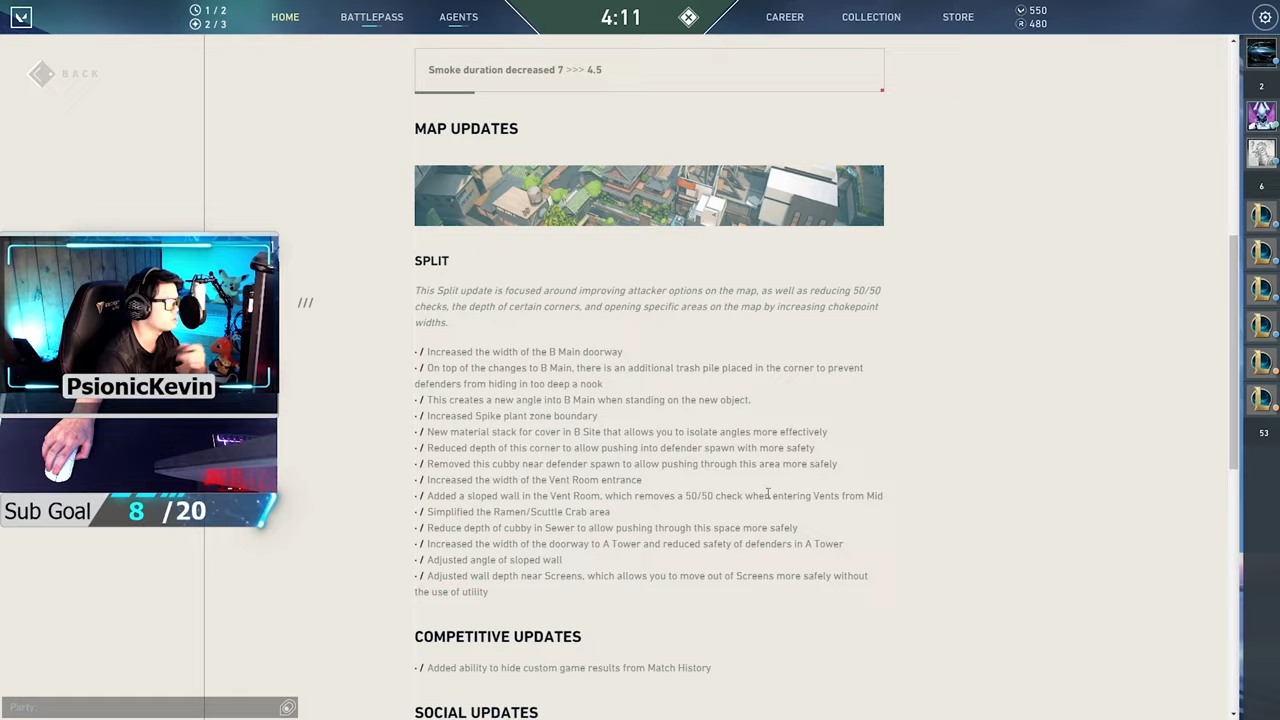 1 / 2
2 / 3
HOME
BATTLEPASS
AGENTS
4:11
CAREER
COLLECTION
STORE
550
480
BACK
Smoke duration decreased 7 >>> 4.5
MAP UPDATES
SPLIT
This Split update is focused around improving attacker options on the map, as well as reducing 50/50
checks, the depth of certain corners, and opening specific areas on the map by increasing chokepoint
widths.
· / Increased the width of the B Main doorway
· / On top of the changes to B Main, there is an additional trash pile placed in the corner to prevent
defenders from hiding in too deep a nook
· / This creates a new angle into B Main when standing on the new object.
· / Increased Spike plant zone boundary
· / New material stack for cover in B Site that allows you to isolate angles more effectively
· / Reduced depth of this corner to allow pushing into defender spawn with more safety
· / Removed this cubby near defender spawn to allow pushing through this area more safely
· / Increased the width of the Vent Room entrance
· / Added a sloped wall in the Vent Room, which removes a 50/50 check when entering Vents from Mid
· / Simplified the Ramen/Scuttle Crab area
· / Reduce depth of cubby in Sewer to allow pushing through this space more safely
· / Increased the width of the doorway to A Tower and reduced safety of defenders in A Tower
· / Adjusted angle of sloped wall
· / Adjusted wall depth near Screens, which allows you to move out of Screens more safely without
the use of utility
COMPETITIVE UPDATES
· / Added ability to hide custom game results from Match History
SOCIAL UPDATES
///
PsionicKevin
Sub Goal 8 /20
Party:
2
6
53